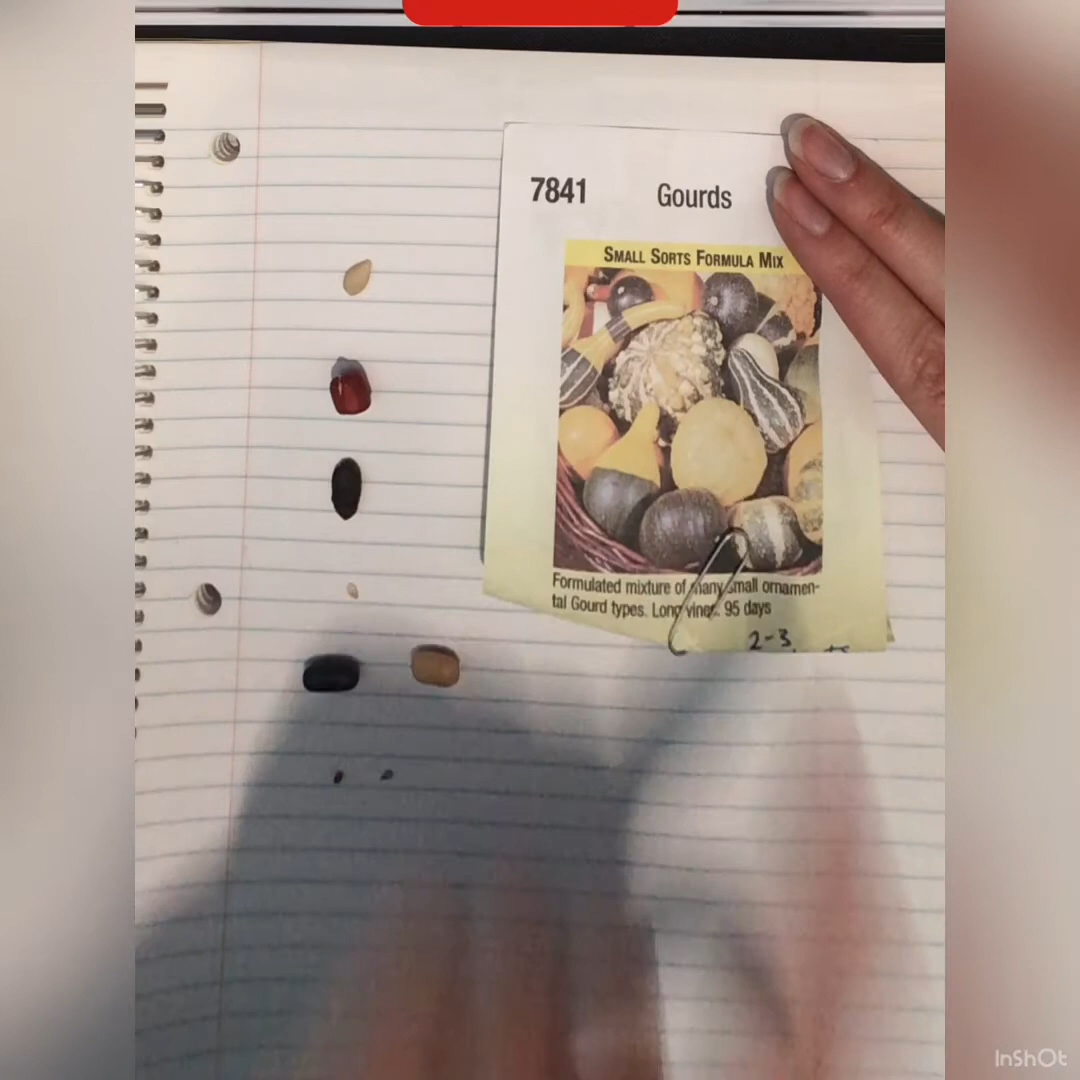 7841 Gourds
SMALL SORTS FORMULA MIX
Formulated mixture of many small ornamen-
tal Gourd types. Long vines. 95 days
2-3
InShOt